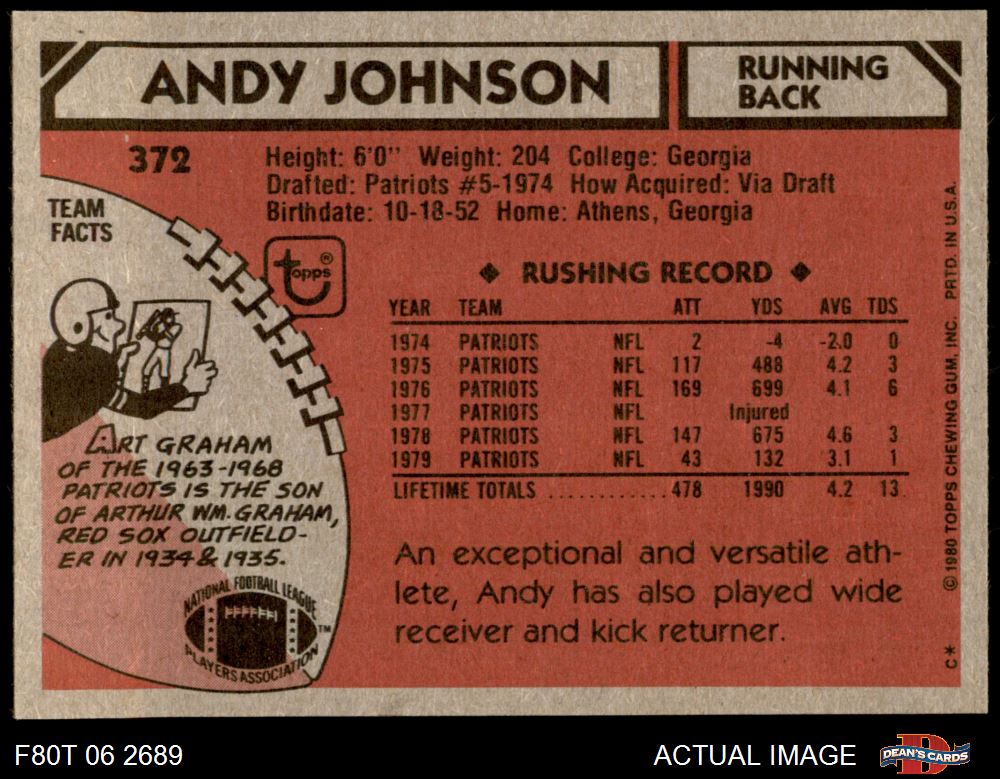 ANDY JOHNSON
RUNNING
BACK
372
Height: 6'0" Weight: 204 College: Georgia
Drafted: Patriots #5-1974 How Acquired: Via Draft
Birthdate: 10-18-52 Home: Athens, Georgia
TEAM
FACTS
topps®
ART GRAHAM
OF THE 1963-1968
PATRIOTS IS THE SON
OF ARTHUR WM. GRAHAM,
RED SOX OUTFIELD-
ER IN 1934 & 1935.
NATIONAL FOOTBALL LEAGUE
PLAYERS ASSOCIATION
TM
◆ RUSHING RECORD ◆
YEAR TEAM ATT YDS AVG TDS
1974 PATRIOTS NFL 2 -4 -2.0 0
1975 PATRIOTS NFL 117 488 4.2 3
1976 PATRIOTS NFL 169 699 4.1 6
1977 PATRIOTS NFL Injured
1978 PATRIOTS NFL 147 675 4.6 3
1979 PATRIOTS NFL 43 132 3.1 1
LIFETIME TOTALS ............ 478 1990 4.2 13
An exceptional and versatile ath-
lete, Andy has also played wide
receiver and kick returner.
© 1980 TOPPS CHEWING GUM, INC. PRTD. IN U.S.A.
C*
F80T 06 2689
ACTUAL IMAGE
D
DEAN'S CARDS